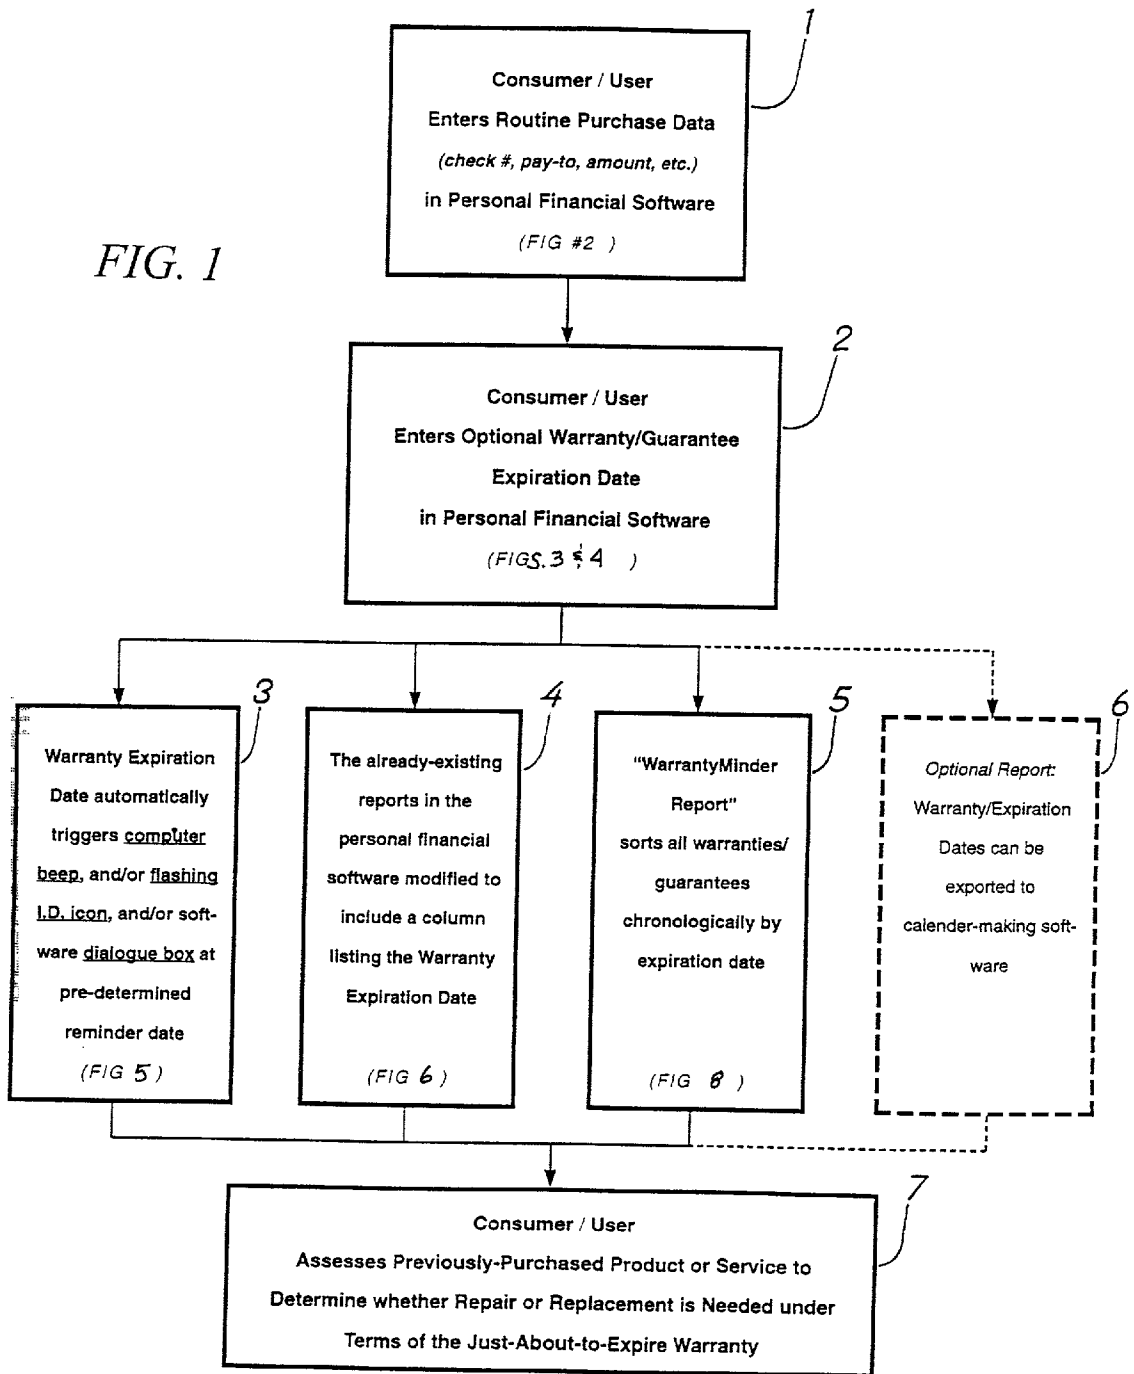 1
Consumer / User
Enters Routine Purchase Data
(check #, pay-to, amount, etc.)
in Personal Financial Software
(FIG #2 )
FIG. 1
2
Consumer / User
Enters Optional Warranty/Guarantee
Expiration Date
in Personal Financial Software
(FIGS. 3 & 4 )
3
Warranty Expiration
Date automatically
triggers computer
beep, and/or flashing
I.D. icon, and/or soft-
ware dialogue box at
pre-determined
reminder date
(FIG 5 )
4
The already-existing
reports in the
personal financial
software modified to
include a column
listing the Warranty
Expiration Date
(FIG 6 )
5
"WarrantyMinder
Report"
sorts all warranties/
guarantees
chronologically by
expiration date
(FIG 8 )
6
Optional Report:
Warranty/Expiration
Dates can be
exported to
calender-making soft-
ware
7
Consumer / User
Assesses Previously-Purchased Product or Service to
Determine whether Repair or Replacement is Needed under
Terms of the Just-About-to-Expire Warranty